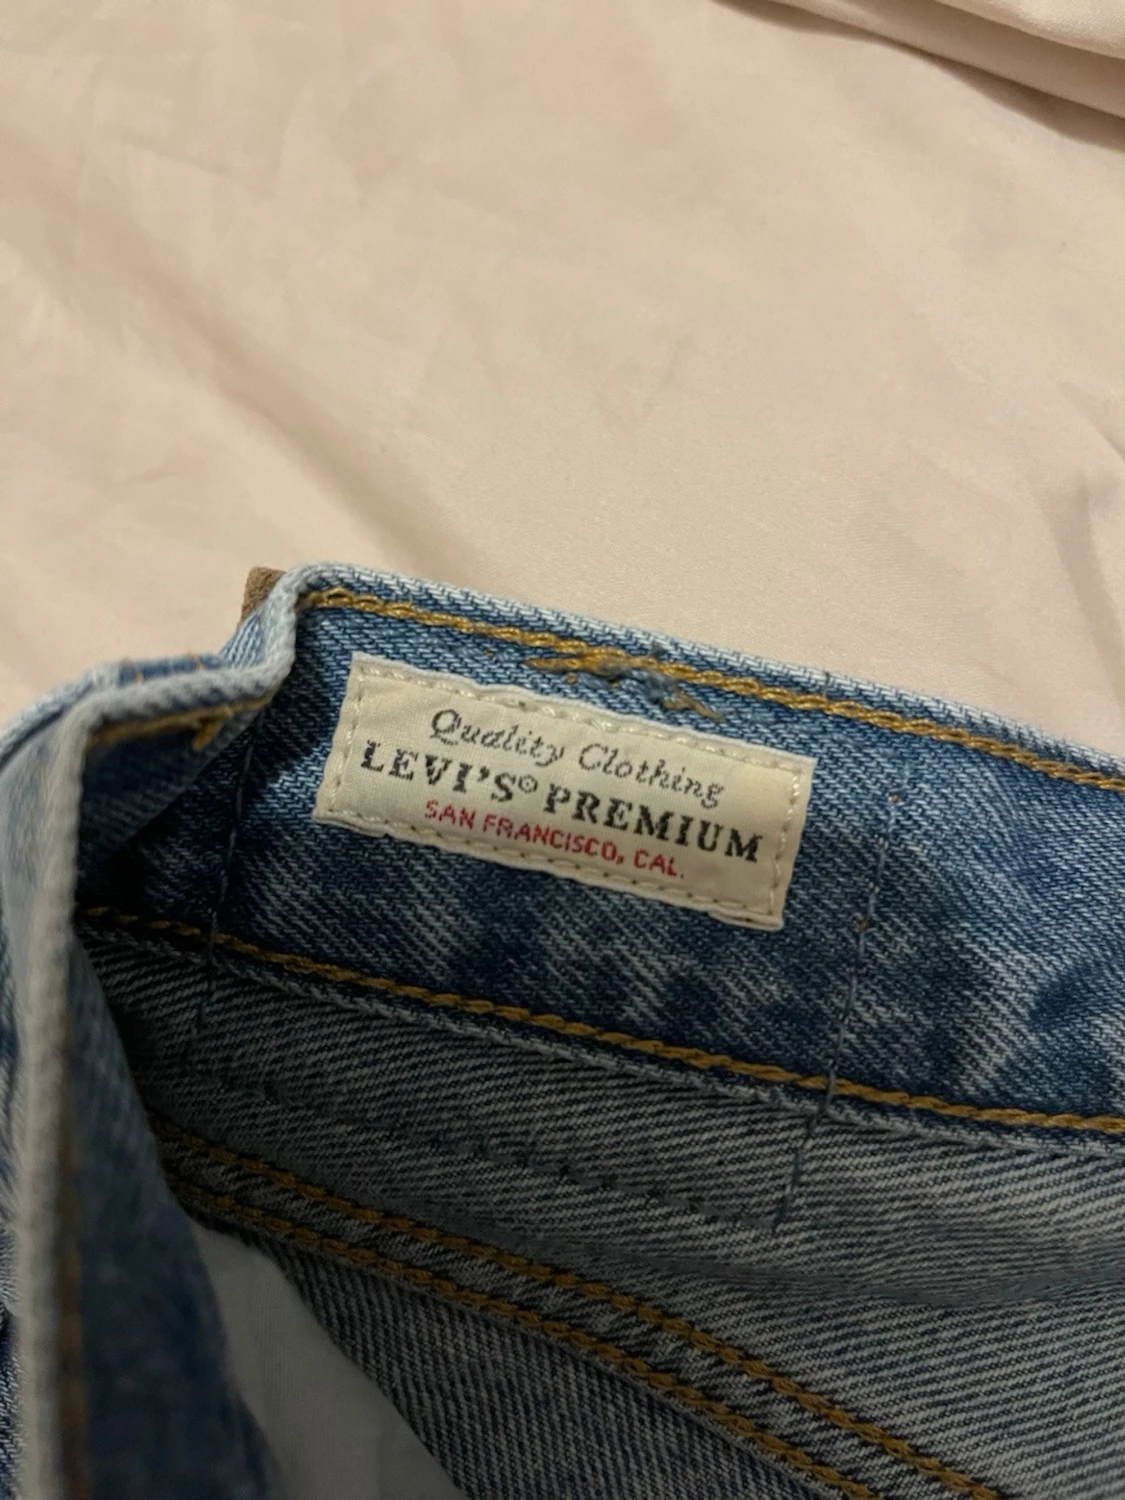 Quality Clothing
LEVI'S® PREMIUM
SAN FRANCISCO, CAL.